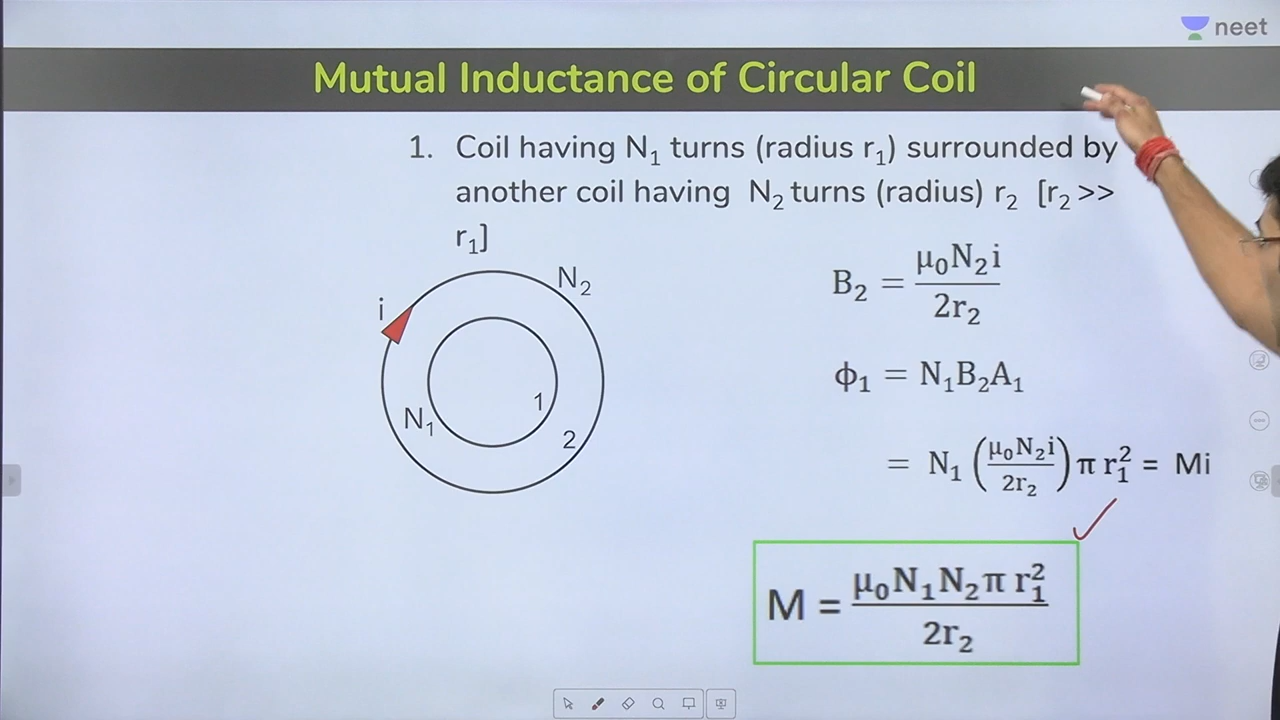 neet
Mutual Inductance of Circular Coil
1. Coil having N₁ turns (radius r₁) surrounded by
another coil having N₂ turns (radius) r₂ [r₂ >>
r₁]
i
N₂
N₁
1
2
B₂ = μ₀N₂i / 2r₂
ϕ₁ = N₁B₂A₁
= N₁ (μ₀N₂i / 2r₂) π r₁² = Mi
M = μ₀N₁N₂π r₁² / 2r₂